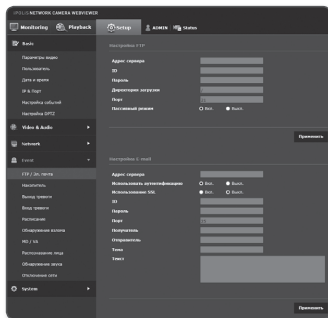 iPOLiS NETWORK CAMERA WEBVIEWER
Monitoring Playback Setup ADMIN Status
Basic
Параметры видео
Пользователь
Дата и время
IP & Порт
Настройка событий
Настройка DPTZ
Video & Audio
Network
Event
FTP / Эл. почта
Накопитель
Выход тревоги
Вход тревоги
Расписание
Обнаружение взлома
MD / VA
Распознавание лица
Обнаружение звука
Отключение сети
System
Настройка FTP
Адрес сервера
ID
Пароль
Директория загрузки
Порт
Пассивный режим Вкл. Выкл.
Применить
Настройка E-mail
Адрес сервера
Использовать аутентификацию Вкл. Выкл.
Использование SSL Вкл. Выкл.
ID
Пароль
Порт
Получатель
Отправитель
Тема
Текст
Применить